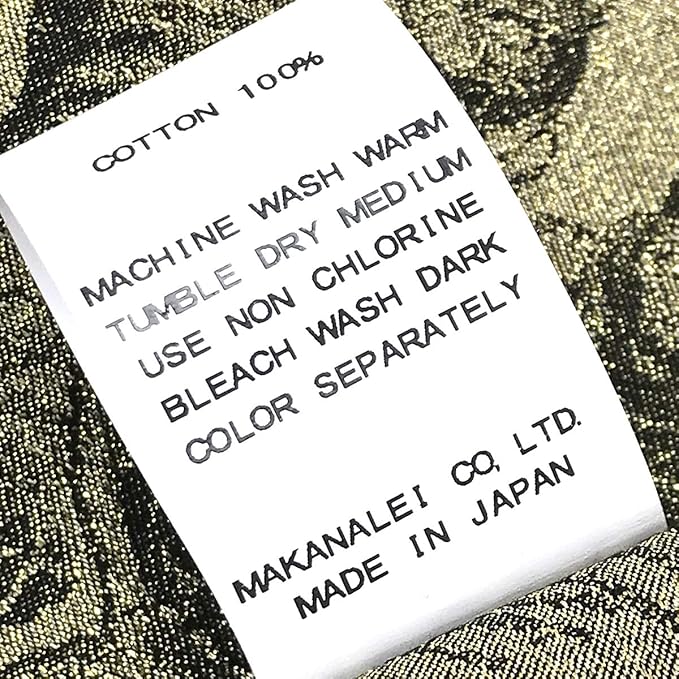 COTTON 100%
MACHINE WASH WARM
TUMBLE DRY MEDIUM
USE NON CHLORINE
BLEACH WASH DARK
COLOR SEPARATELY
MAKANALEI CO, LTD.
MADE IN JAPAN